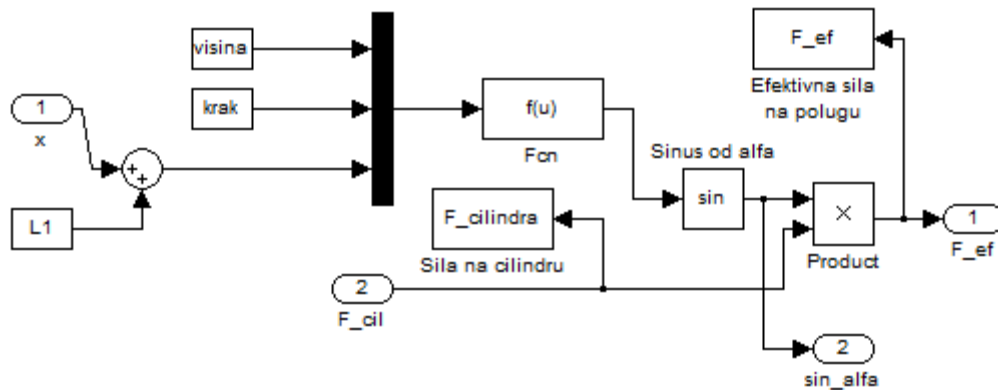 visina
F_ef
Efektivna sila
na polugu
1
x
krak
f(u)
Fcn
Sinus od alfa
+
+
sin
×
L1
F_cilindra
Sila na cilindru
Product
1
F_ef
2
F_cil
2
sin_alfa